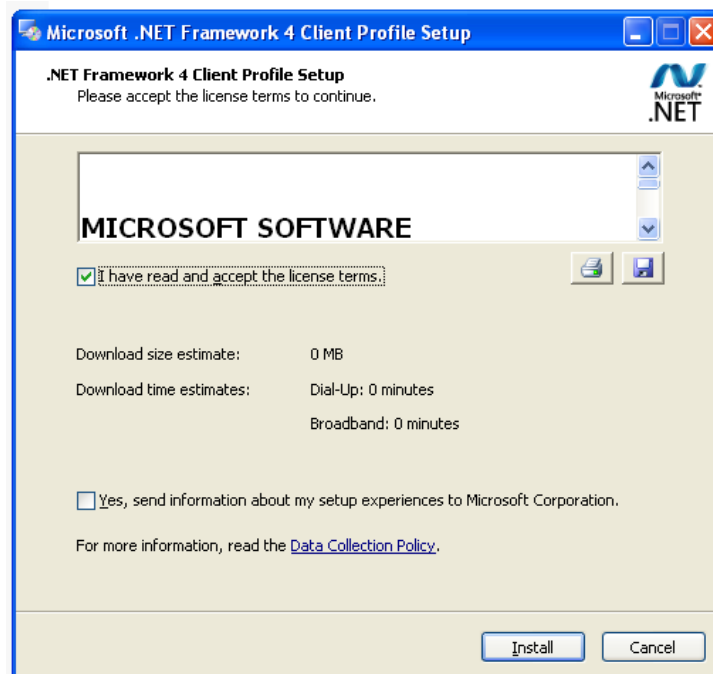 Microsoft .NET Framework 4 Client Profile Setup
.NET Framework 4 Client Profile Setup
Please accept the license terms to continue.
Microsoft®
.NET
MICROSOFT SOFTWARE
I have read and accept the license terms.
Download size estimate: 0 MB
Download time estimates: Dial-Up: 0 minutes
Broadband: 0 minutes
Yes, send information about my setup experiences to Microsoft Corporation.
For more information, read the Data Collection Policy.
Install Cancel